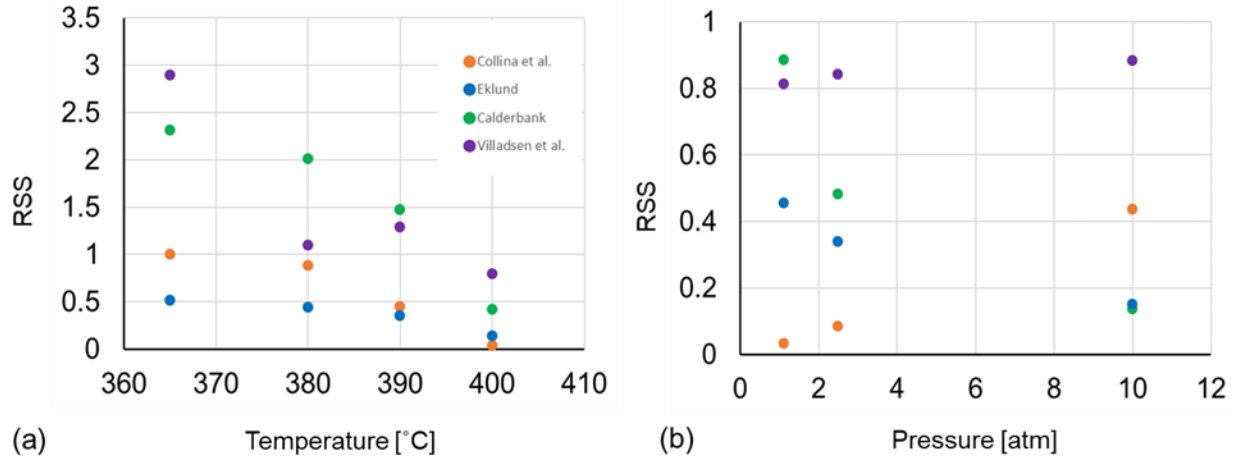 3.5
3
2.5
2
1.5
1
0.5
0
RSS
360 370 380 390 400 410
Collina et al.
Eklund
Calderbank
Villadsen et al.
(a) Temperature [˚C]
1
0.8
0.6
0.4
0.2
0
RSS
0 2 4 6 8 10 12
(b) Pressure [atm]